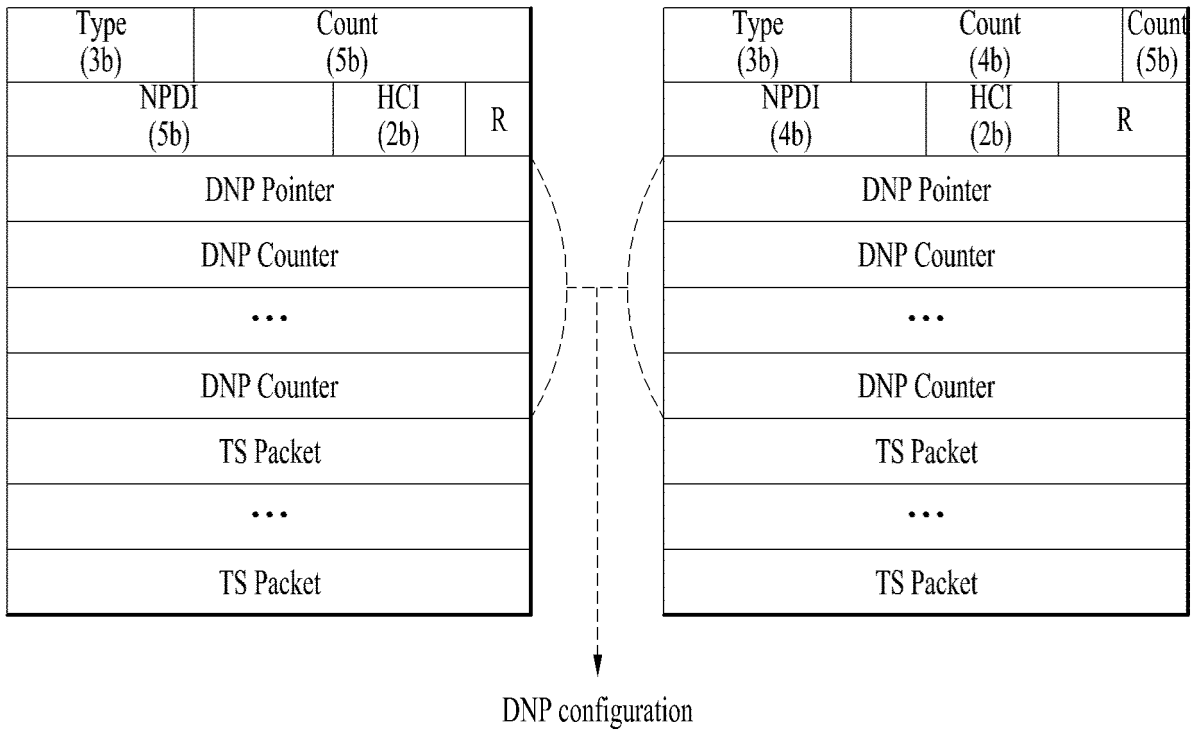 Type Count
(3b) (5b)
NPDI HCI R
(5b) (2b)
DNP Pointer
DNP Counter
•••
DNP Counter
TS Packet
•••
TS Packet
Type Count Count
(3b) (4b) (5b)
NPDI HCI R
(4b) (2b)
DNP Pointer
DNP Counter
•••
DNP Counter
TS Packet
•••
TS Packet
DNP configuration